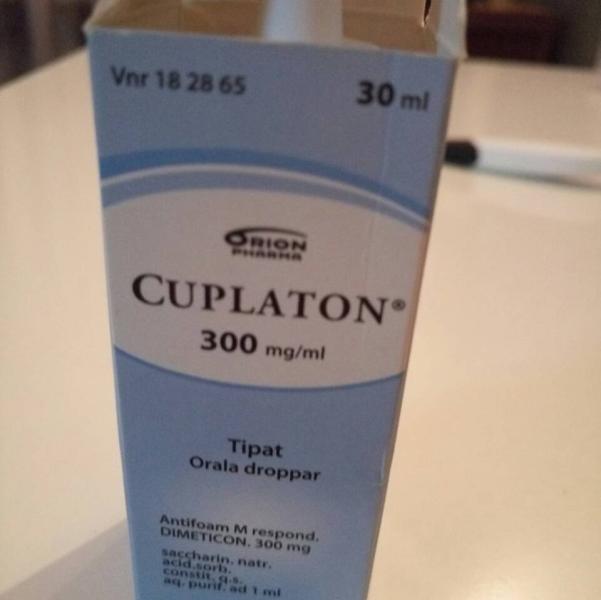 Vnr 18 28 65
30 ml
ORION
PHARMA
CUPLATON®
300 mg/ml
Tipat
Orala droppar
Antifoam M respond.
DIMETICON. 300 mg
saccharin. natr.
acid.sorb.
constit. q.s.
aq. purif. ad 1 ml